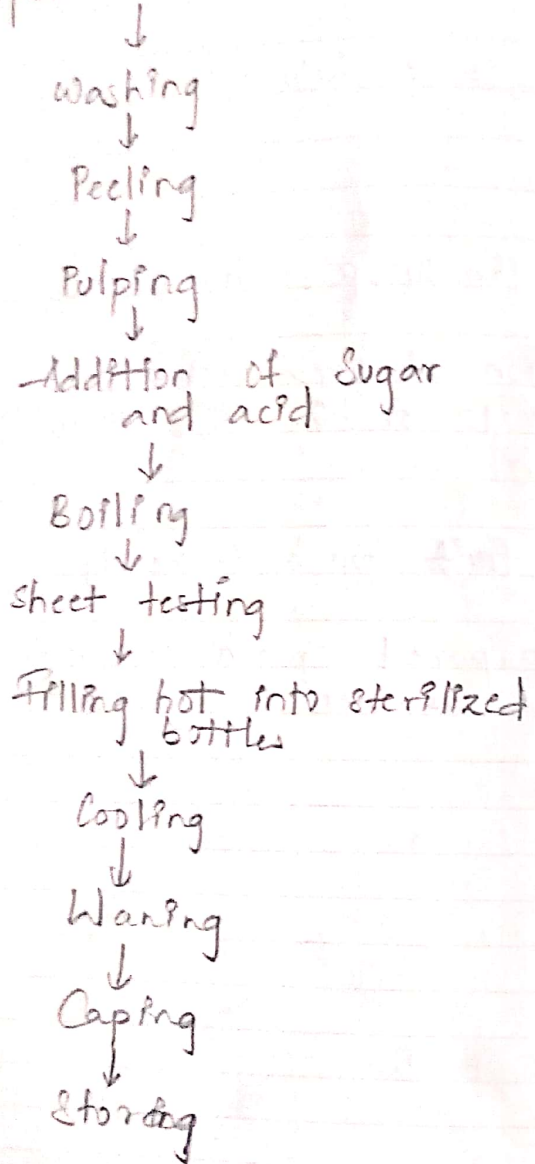 ↓
Washing
↓
Peeling
↓
Pulping
↓
Addition of Sugar
and acid
↓
Boiling
↓
Sheet testing
↓
Filling hot into sterilized
bottles
↓
Cooling
↓
Waning
↓
Caping
↓
Storing